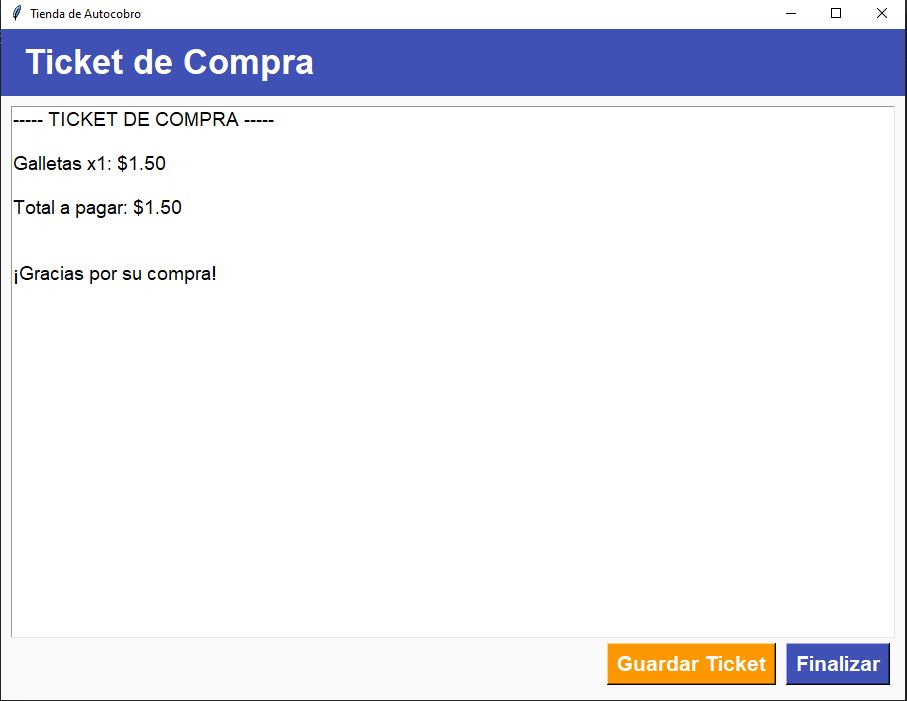 Tienda de Autocobro
Ticket de Compra
----- TICKET DE COMPRA -----
Galletas x1: $1.50
Total a pagar: $1.50
¡Gracias por su compra!
Guardar Ticket
Finalizar